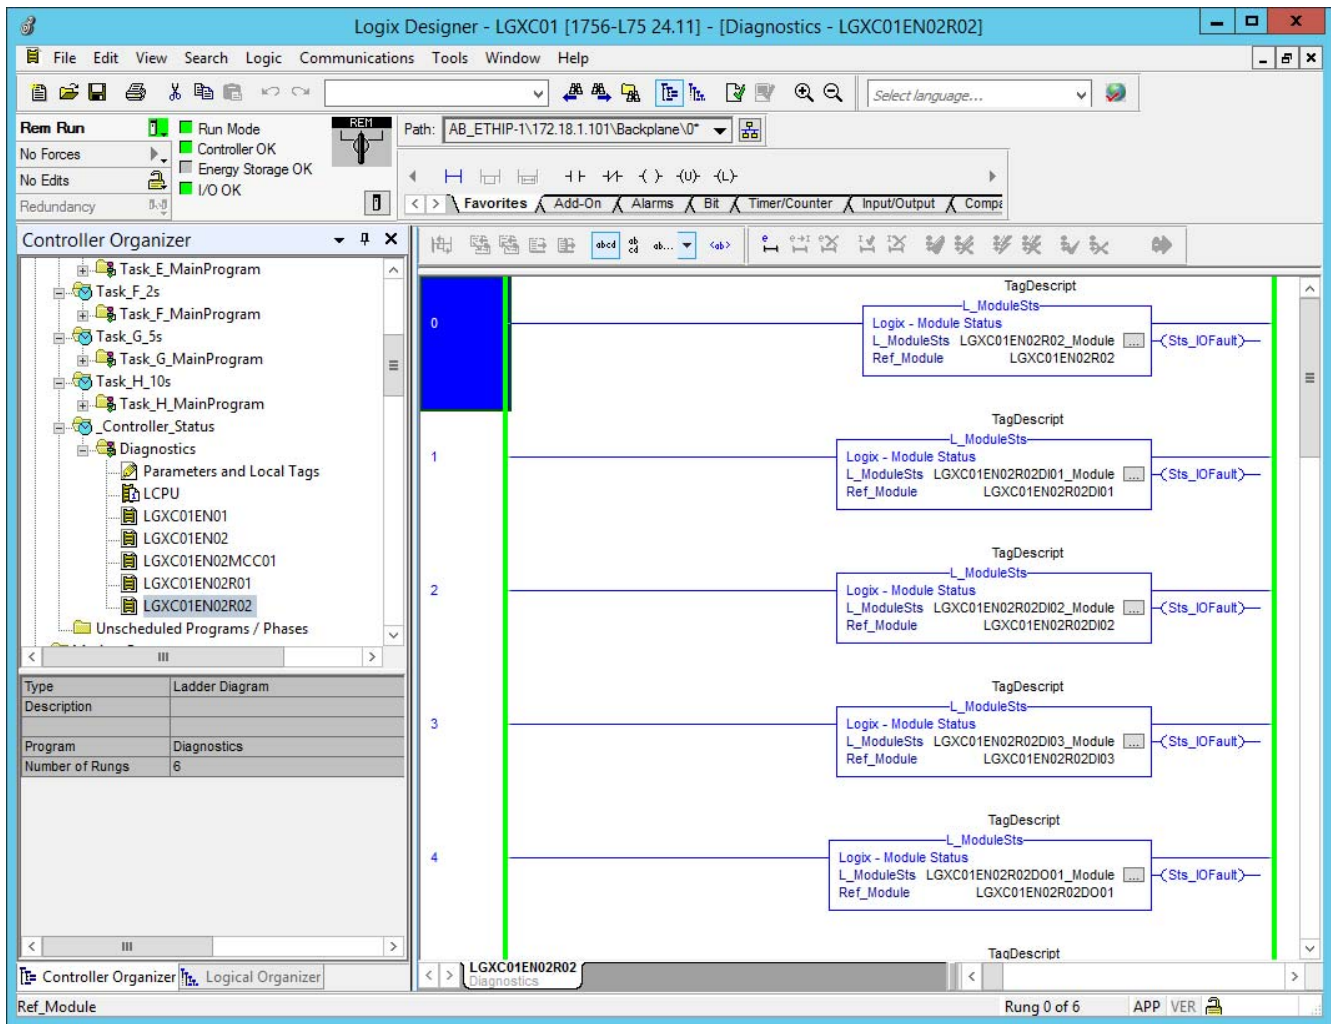 Logix Designer - LGXC01 [1756-L75 24.11] - [Diagnostics - LGXC01EN02R02]
File Edit View Search Logic Communications Tools Window Help
Select language...
Rem Run
Run Mode
REM
Path: AB_ETHIP-1\172.18.1.101\Backplane\0*
No Forces
Controller OK
Energy Storage OK
No Edits
I/O OK
Redundancy
Favorites Add-On Alarms Bit Timer/Counter Input/Output Compa
Controller Organizer
abcd
ab cd
ab...
<ab>
Task_E_MainProgram
Task_F_2s
Task_F_MainProgram
Task_G_5s
Task_G_MainProgram
Task_H_10s
Task_H_MainProgram
_Controller_Status
Diagnostics
Parameters and Local Tags
LCPU
LGXC01EN01
LGXC01EN02
LGXC01EN02MCC01
LGXC01EN02R01
LGXC01EN02R02
Unscheduled Programs / Phases
Type Ladder Diagram
Description
Program Diagnostics
Number of Rungs 6
Controller Organizer Logical Organizer
0
TagDescript
L_ModuleSts
Logix - Module Status
L_ModuleSts LGXC01EN02R02_Module ... (Sts_IOFault)
Ref_Module LGXC01EN02R02
1
TagDescript
L_ModuleSts
Logix - Module Status
L_ModuleSts LGXC01EN02R02DI01_Module ... (Sts_IOFault)
Ref_Module LGXC01EN02R02DI01
2
TagDescript
L_ModuleSts
Logix - Module Status
L_ModuleSts LGXC01EN02R02DI02_Module ... (Sts_IOFault)
Ref_Module LGXC01EN02R02DI02
3
TagDescript
L_ModuleSts
Logix - Module Status
L_ModuleSts LGXC01EN02R02DI03_Module ... (Sts_IOFault)
Ref_Module LGXC01EN02R02DI03
4
TagDescript
L_ModuleSts
Logix - Module Status
L_ModuleSts LGXC01EN02R02DO01_Module ... (Sts_IOFault)
Ref_Module LGXC01EN02R02DO01
TagDescript
LGXC01EN02R02
Diagnostics
Ref_Module
Rung 0 of 6 APP VER